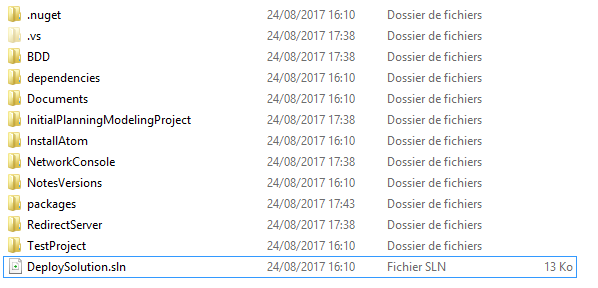 .nuget 24/08/2017 16:10 Dossier de fichiers
.vs 24/08/2017 17:38 Dossier de fichiers
BDD 24/08/2017 17:38 Dossier de fichiers
dependencies 24/08/2017 16:10 Dossier de fichiers
Documents 24/08/2017 16:10 Dossier de fichiers
InitialPlanningModelingProject 24/08/2017 17:38 Dossier de fichiers
InstallAtom 24/08/2017 16:10 Dossier de fichiers
NetworkConsole 24/08/2017 17:38 Dossier de fichiers
NotesVersions 24/08/2017 16:10 Dossier de fichiers
packages 24/08/2017 17:43 Dossier de fichiers
RedirectServer 24/08/2017 17:38 Dossier de fichiers
TestProject 24/08/2017 16:10 Dossier de fichiers
DeploySolution.sln 24/08/2017 16:10 Fichier SLN 13 Ko